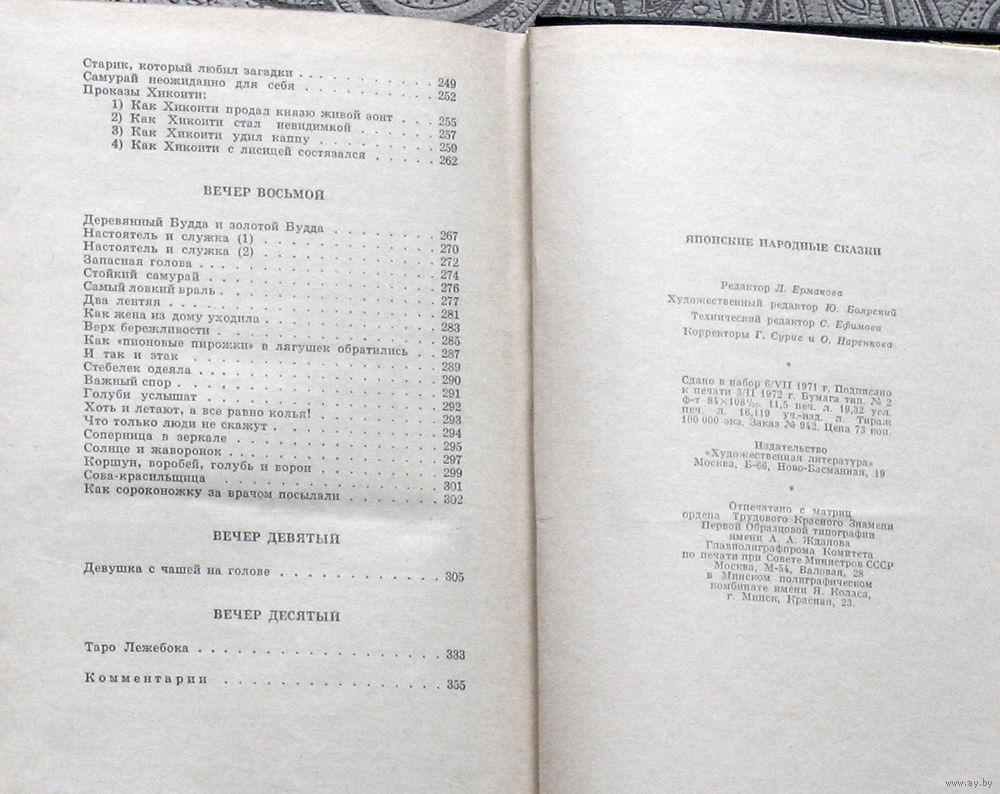 Старик, который любил загадки . . . . . . . . . . 249
Самурай неожиданно для себя . . . . . . . . . . 252
Проказы Хикоити:
1) Как Хикоити продал князю живой зонт . . . 255
2) Как Хикоити стал невидимкой . . . . . . 257
3) Как Хикоити удил каппу . . . . . . . . 259
4) Как Хикоити с лисицей состязался . . . . . 262
ВЕЧЕР ВОСЬМОЙ
Деревянный Будда и золотой Будда . . . . . . . . 267
Настоятель и служка (1) . . . . . . . . . . . . 270
Настоятель и служка (2) . . . . . . . . . . . . 272
Запасная голова . . . . . . . . . . . . . . . 274
Стойкий самурай . . . . . . . . . . . . . . . 276
Самый ловкий враль . . . . . . . . . . . . . . 277
Два лентяя . . . . . . . . . . . . . . . . . 281
Как жена из дому уходила . . . . . . . . . . . . 283
Верх бережливости . . . . . . . . . . . . . . 285
Как «пионовые пирожки» в лягушек обратились . . 287
И так и этак . . . . . . . . . . . . . . . . 289
Стебелек одеяла . . . . . . . . . . . . . . . 290
Важный спор . . . . . . . . . . . . . . . . 291
Голуби услышат . . . . . . . . . . . . . . . 292
Хоть и летают, а все равно колья! . . . . . . . . 293
Что только люди не скажут . . . . . . . . . . . 294
Соперница в зеркале . . . . . . . . . . . . . 295
Солнце и жаворонок . . . . . . . . . . . . . . 297
Коршун, воробей, голубь и ворон . . . . . . . . 299
Сова-красильщица . . . . . . . . . . . . . . 301
Как сороконожку за врачом посылали . . . . . . . 302
ВЕЧЕР ДЕВЯТЫЙ
Девушка с чашей на голове . . . . . . . . . . . 305
ВЕЧЕР ДЕСЯТЫЙ
Таро Лежебока . . . . . . . . . . . . . . . . 333
Комментарии . . . . . . . . . . . . . . . . 355
ЯПОНСКИЕ НАРОДНЫЕ СКАЗКИ
Редактор Л. Ермакова
Художественный редактор Ю. Боярский
Технический редактор С. Ефимова
Корректоры Г. Сурис и О. Наренкова
*
Сдано в набор 6/VII 1971 г. Подписано
к печати 3/II 1972 г. Бумага тип. № 2
ф-т 84×108¹/₃₂. 11,5 печ. л. 19,32 усл.
печ. л. 16,119 уч.-изд. л. Тираж
100 000 экз. Заказ № 942. Цена 73 коп.
Издательство
«Художественная литература»
Москва, Б-66, Ново-Басманная, 19
*
Отпечатано с матриц
ордена Трудового Красного Знамени
Первой Образцовой типографии
имени А. А. Жданова
Главполиграфпрома Комитета
по печати при Совете Министров СССР
Москва, М-54, Валовая, 28
в Минском полиграфическом
комбинате имени Я. Коласа,
г. Минск, Красная, 23.
www.ay.by